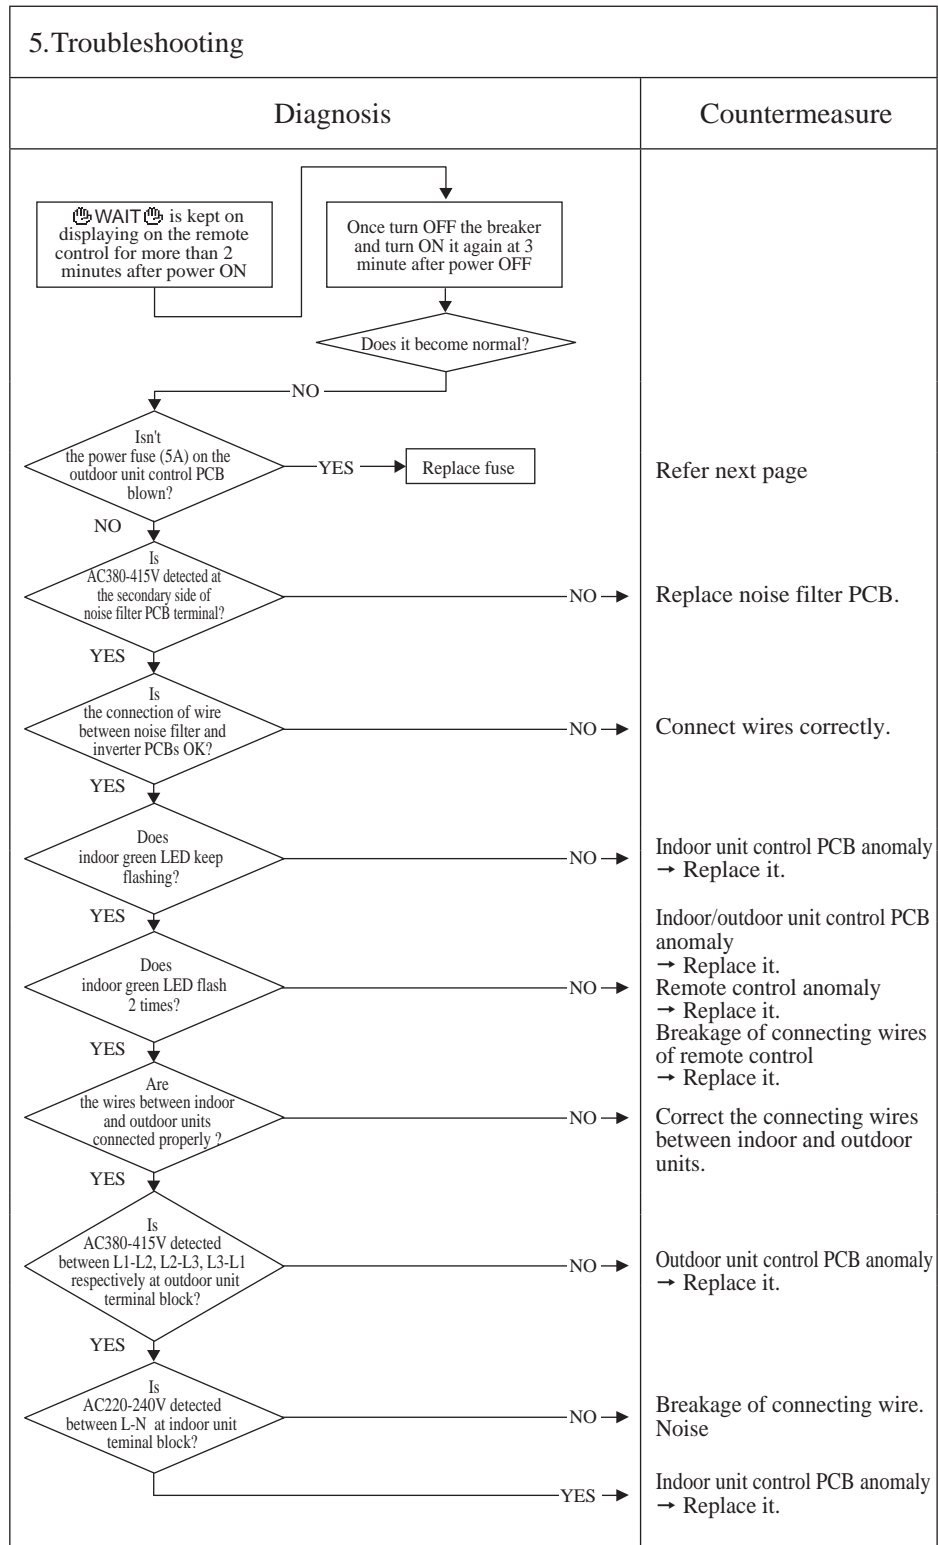 5.Troubleshooting
Diagnosis
Countermeasure
WAIT is kept on
displaying on the remote
control for more than 2
minutes after power ON
Once turn OFF the breaker
and turn ON it again at 3
minute after power OFF
Does it become normal?
NO
Isn't
the power fuse (5A) on the
outdoor unit control PCB
blown?
YES
Replace fuse
Refer next page
NO
Is
AC380-415V detected at
the secondary side of
noise filter PCB terminal?
NO
Replace noise filter PCB.
YES
Is
the connection of wire
between noise filter and
inverter PCBs OK?
NO
Connect wires correctly.
YES
Does
indoor green LED keep
flashing?
NO
Indoor unit control PCB anomaly
→ Replace it.
YES
Does
indoor green LED flash
2 times?
NO
Indoor/outdoor unit control PCB
anomaly
→ Replace it.
Remote control anomaly
→ Replace it.
Breakage of connecting wires
of remote control
→ Replace it.
YES
Are
the wires between indoor
and outdoor units
connected properly ?
NO
Correct the connecting wires
between indoor and outdoor
units.
YES
Is
AC380-415V detected
between L1-L2, L2-L3, L3-L1
respectively at outdoor unit
terminal block?
NO
Outdoor unit control PCB anomaly
→ Replace it.
YES
Is
AC220-240V detected
between L-N at indoor unit
teminal block?
NO
Breakage of connecting wire.
Noise
YES
Indoor unit control PCB anomaly
→ Replace it.